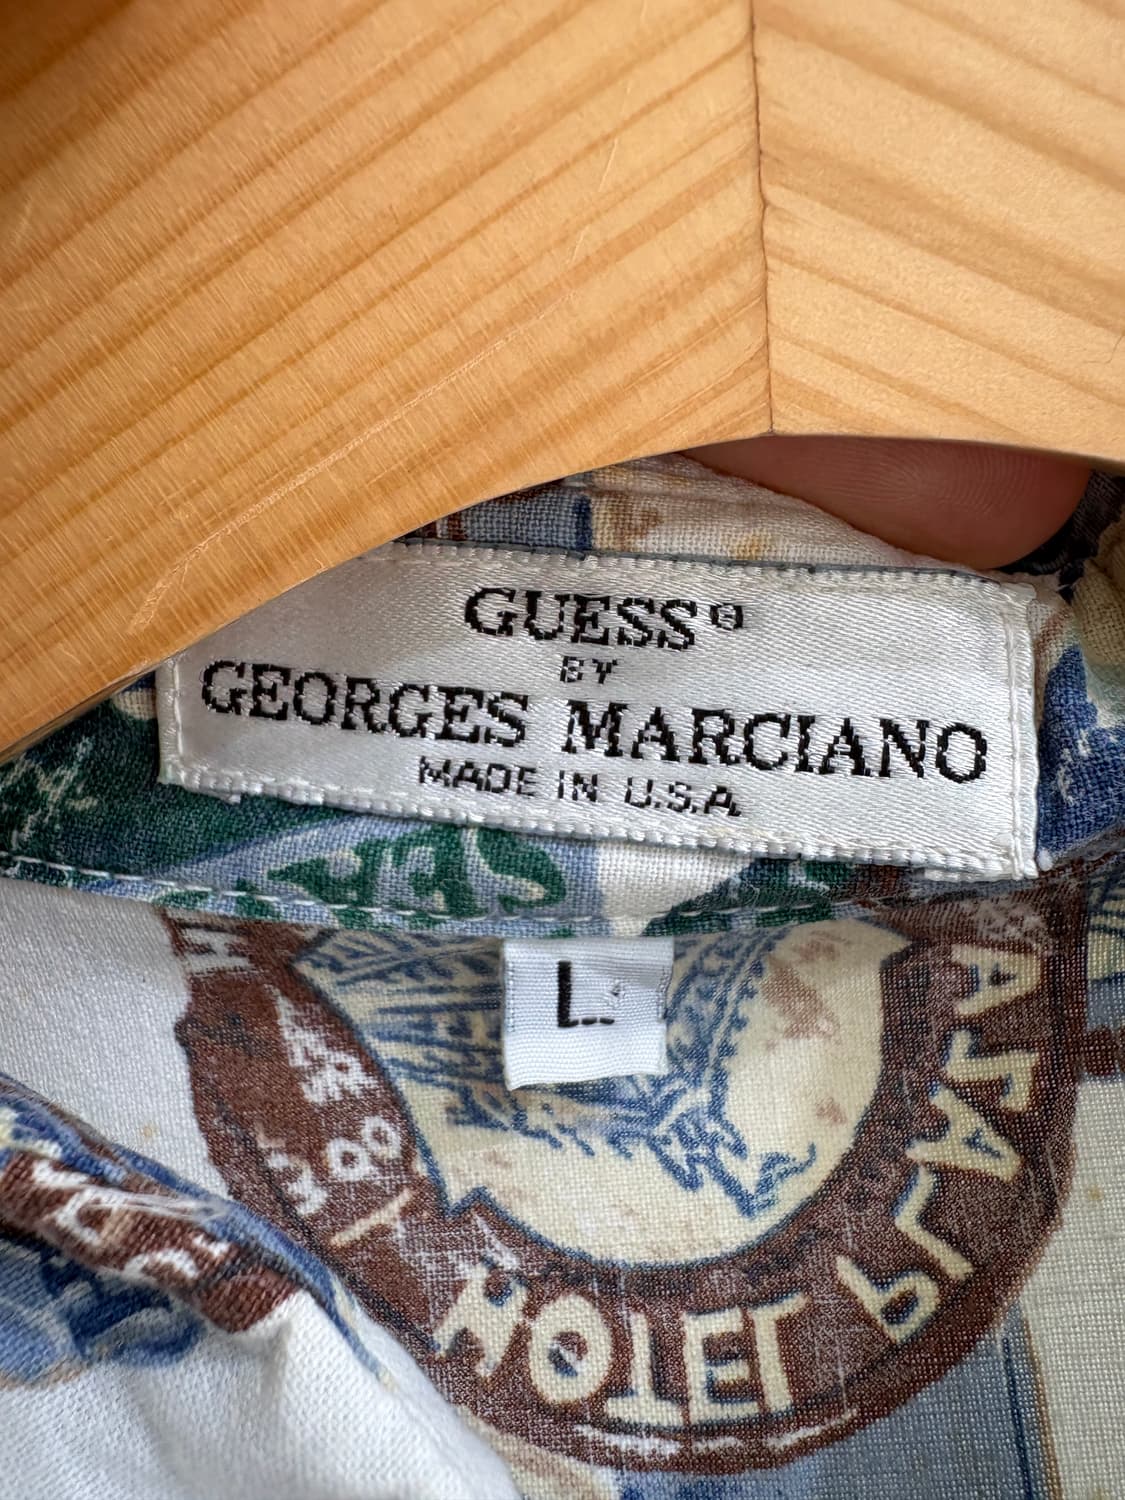 GUESS®
BY
GEORGES MARCIANO
MADE IN U.S.A.
L
HOTEL